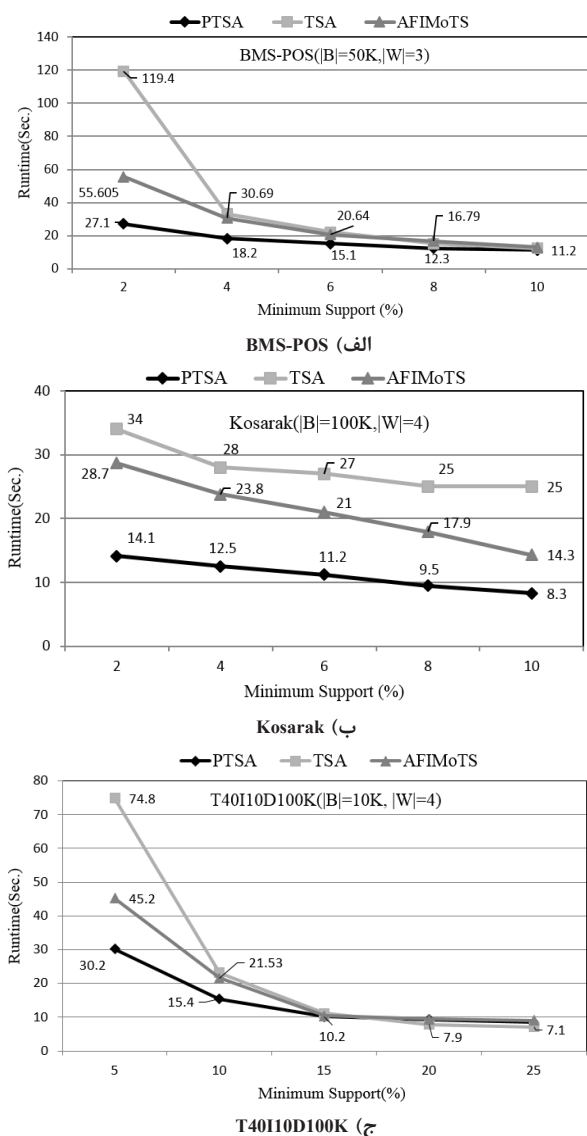 PTSA TSA AFIMoTS
BMS-POS(|B|=50K,|W|=3)
Runtime(Sec.)
140
120
100
80
60
40
20
0
119.4
55.605
27.1
30.69
18.2
20.64
15.1
16.79
12.3
11.2
2 4 6 8 10
Minimum Support (%)
الف) BMS-POS
PTSA TSA AFIMoTS
Kosarak(|B|=100K,|W|=4)
Runtime(Sec.)
40
30
20
10
0
34 28 27 25 25
28.7 23.8 21 17.9 14.3
14.1 12.5 11.2 9.5 8.3
2 4 6 8 10
Minimum Support (%)
ب) Kosarak
PTSA TSA AFIMoTS
T40I10D100K(|B|=10K, |W|=4)
Runtime(Sec.)
80
70
60
50
40
30
20
10
0
74.8
45.2
30.2
21.53
15.4
10.2
7.9
7.1
5 10 15 20 25
Minimum Support(%)
ج) T40I10D100K